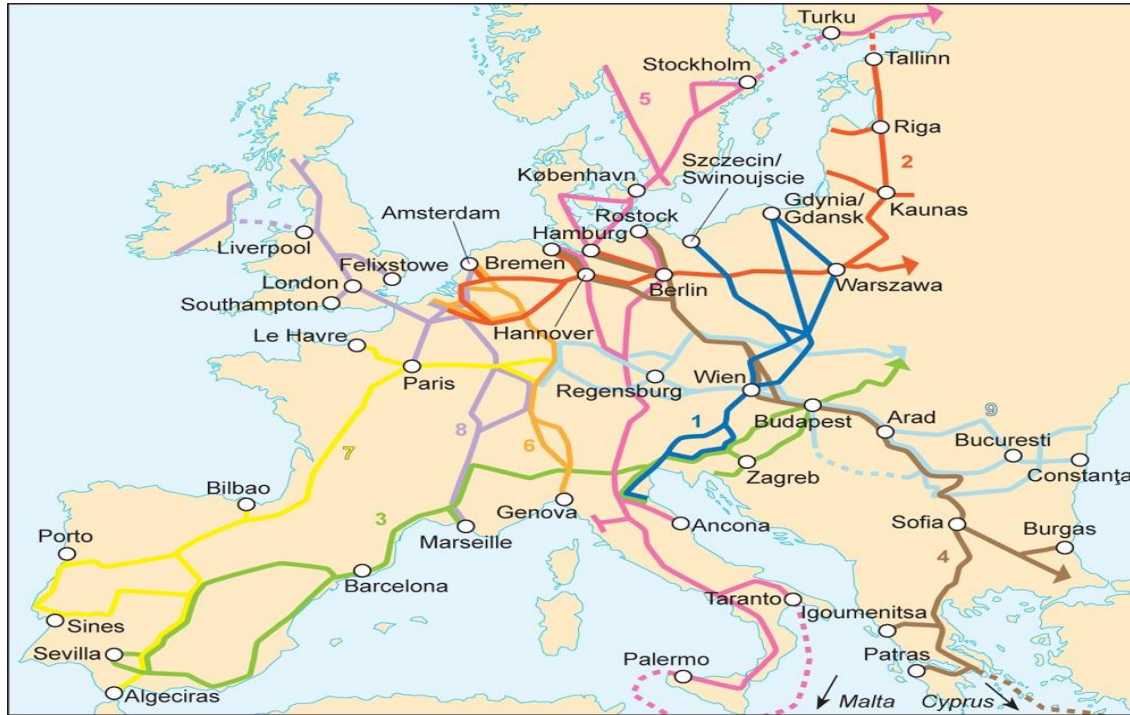 Turku
Tallinn
Stockholm
5
Riga
2
Szczecin/
Swinoujscie
København
Gdynia/
Gdansk
Kaunas
Amsterdam
Rostock
Hamburg
Liverpool
Felixstowe
Bremen
London
Berlin
Warszawa
Southampton
Hannover
Le Havre
Paris
Regensburg
Wien
Budapest
Arad
9
1
8
6
Bucuresti
7
Zagreb
Constanţa
Bilbao
Genova
3
Ancona
Sofia
Burgas
Porto
Marseille
4
Barcelona
Taranto
Igoumenitsa
Sines
Sevilla
Palermo
Patras
Algeciras
Malta
Cyprus